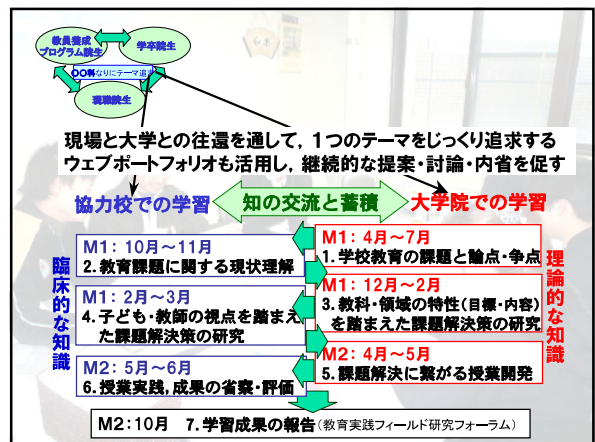 教員養成
プログラム院生
学卒院生
なりにテーマ追求
現職院生
現場と大学との往還を通して，１つのテーマをじっくり追求する
ウェブポートフォリオも活用し，継続的な提案・討論・内省を促す
協力校での学習
知の交流と蓄積
大学院での学習
臨床的な知識
理論的な知識
M1：4月～7月
1．学校教育の課題と論点・争点
M1：10月～11月
2．教育課題に関する現状理解
M1：12月～2月
3．教科・領域の特性（目標・内容）
を踏まえた課題解決策の研究
M1：2月～3月
4．子ども・教師の視点を踏まえ
た課題解決策の研究
M2：4月～5月
5．課題解決に繋がる授業開発
M2：5月～6月
6．授業実践，成果の省察・評価
M2：10月　7．学習成果の報告（教育実践フィールド研究フォーラム）